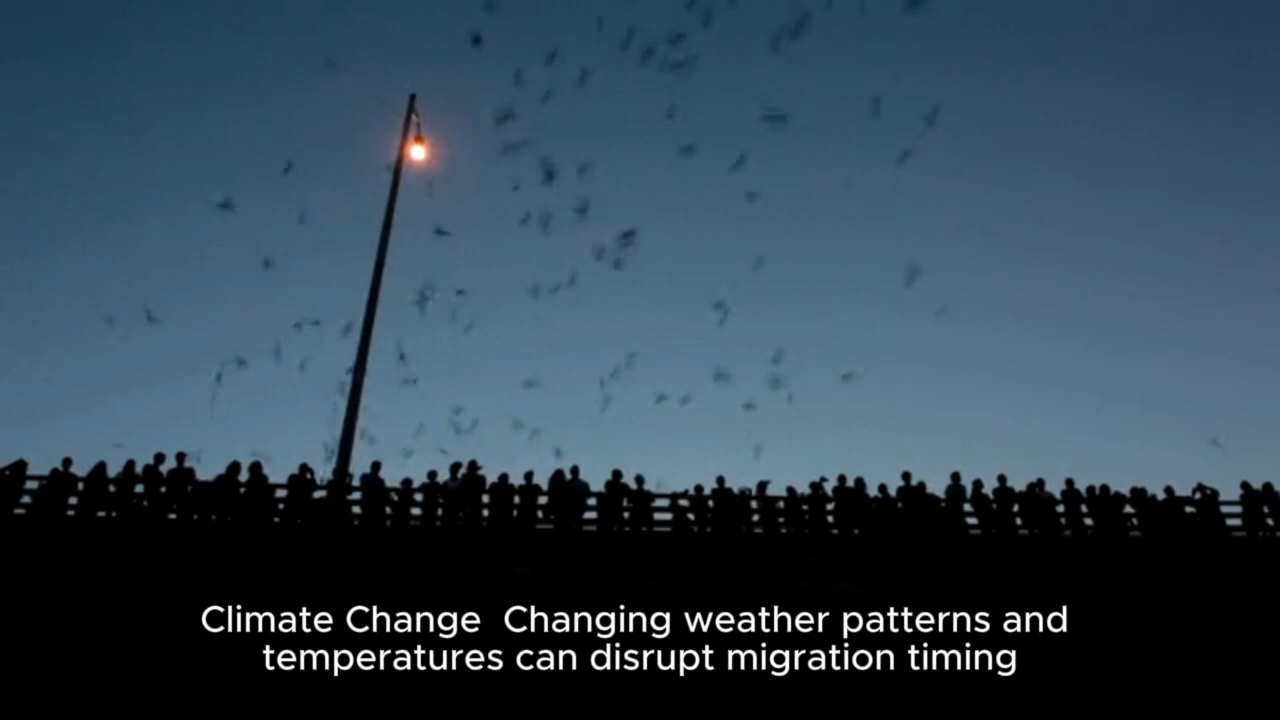 Climate Change  Changing weather patterns and
temperatures can disrupt migration timing